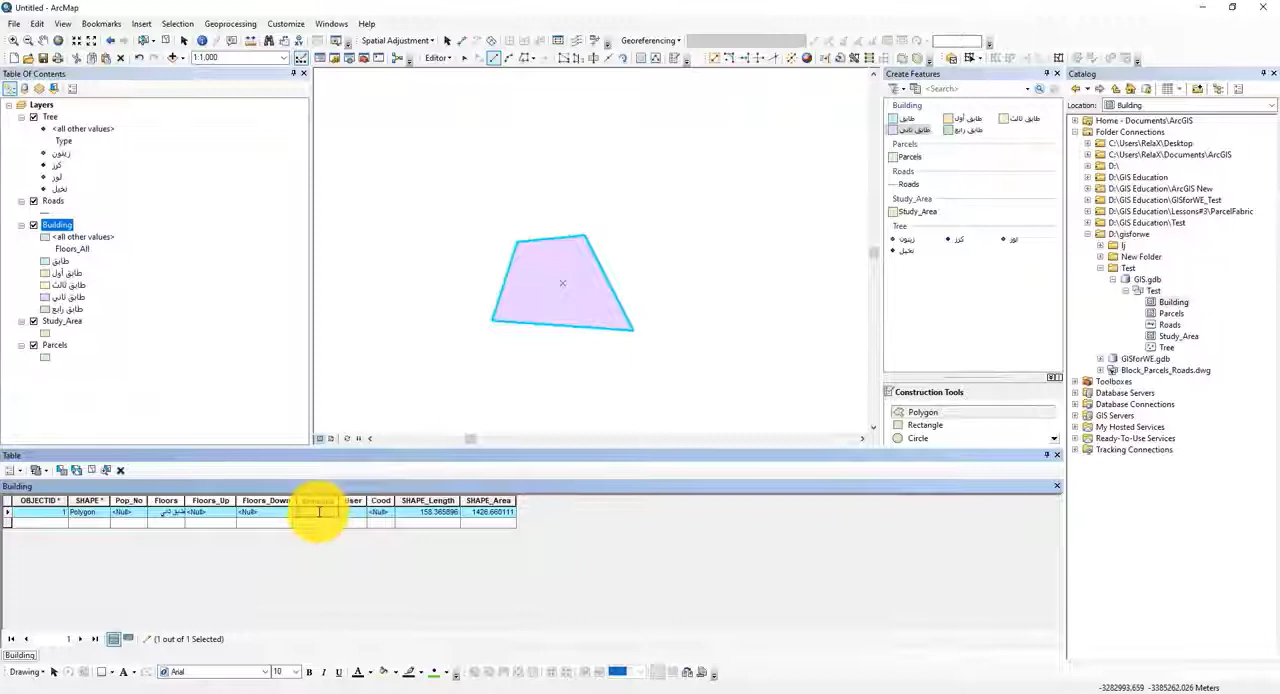 Untitled - ArcMap
File Edit View Bookmarks Insert Selection Geoprocessing Customize Windows Help
Spatial Adjustment Georeferencing
1:1,000 Editor
Table Of Contents
Layers
Tree
<all other values>
Type
زيتون
كرز
لوز
نخيل
Roads
Building
<all other values>
Floors_All
طابق
طابق أول
طابق ثالث
طابق ثاني
طابق رابع
Study_Area
Parcels
Create Features
<Search>
Building
طابق طابق أول طابق ثالث
طابق ثاني طابق رابع
Parcels
Parcels
Roads
Roads
Study_Area
Study_Area
Tree
زيتون كرز لوز
نخيل
Construction Tools
Polygon
Rectangle
Circle
Catalog
Location: Building
Home - Documents\ArcGIS
Folder Connections
C:\Users\RelaX\Desktop
C:\Users\RelaX\Documents\ArcGIS
D:\
D:\GIS Education
D:\GIS Education\ArcGIS New
D:\GIS Education\GISforWE_Test
D:\GIS Education\Lessons#3\ParcelFabric
D:\GIS Education\Test
D:\gisforwe
lj
New Folder
Test
GIS.gdb
Test
Building
Parcels
Roads
Study_Area
Tree
GISforWE.gdb
Block_Parcels_Roads.dwg
Toolboxes
Database Servers
Database Connections
GIS Servers
My Hosted Services
Ready-To-Use Services
Tracking Connections
Table
Building
OBJECTID * SHAPE * Pop_No Floors Floors_Up Floors_Down User Cood SHAPE_Length SHAPE_Area
1 Polygon <Null> طابق ثاني <Null> <Null> <Null> 158.365896 1426.660111
1 (1 out of 1 Selected)
Building
Drawing A Arial 10 B I U A
-3282993.659 -3385262.026 Meters